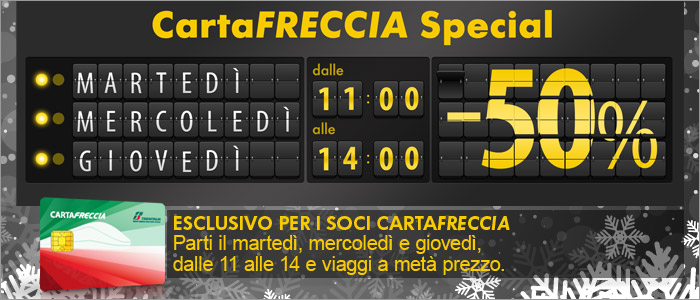 CartaFRECCIA Special
MARTEDÌ
MERCOLEDÌ
GIOVEDÌ
dalle
11:00
alle
14:00
-50%
CARTAFRECCIA
TRENITALIA
ESCLUSIVO PER I SOCI CARTAFRECCIA
Parti il martedì, mercoledì e giovedì,
dalle 11 alle 14 e viaggi a metà prezzo.